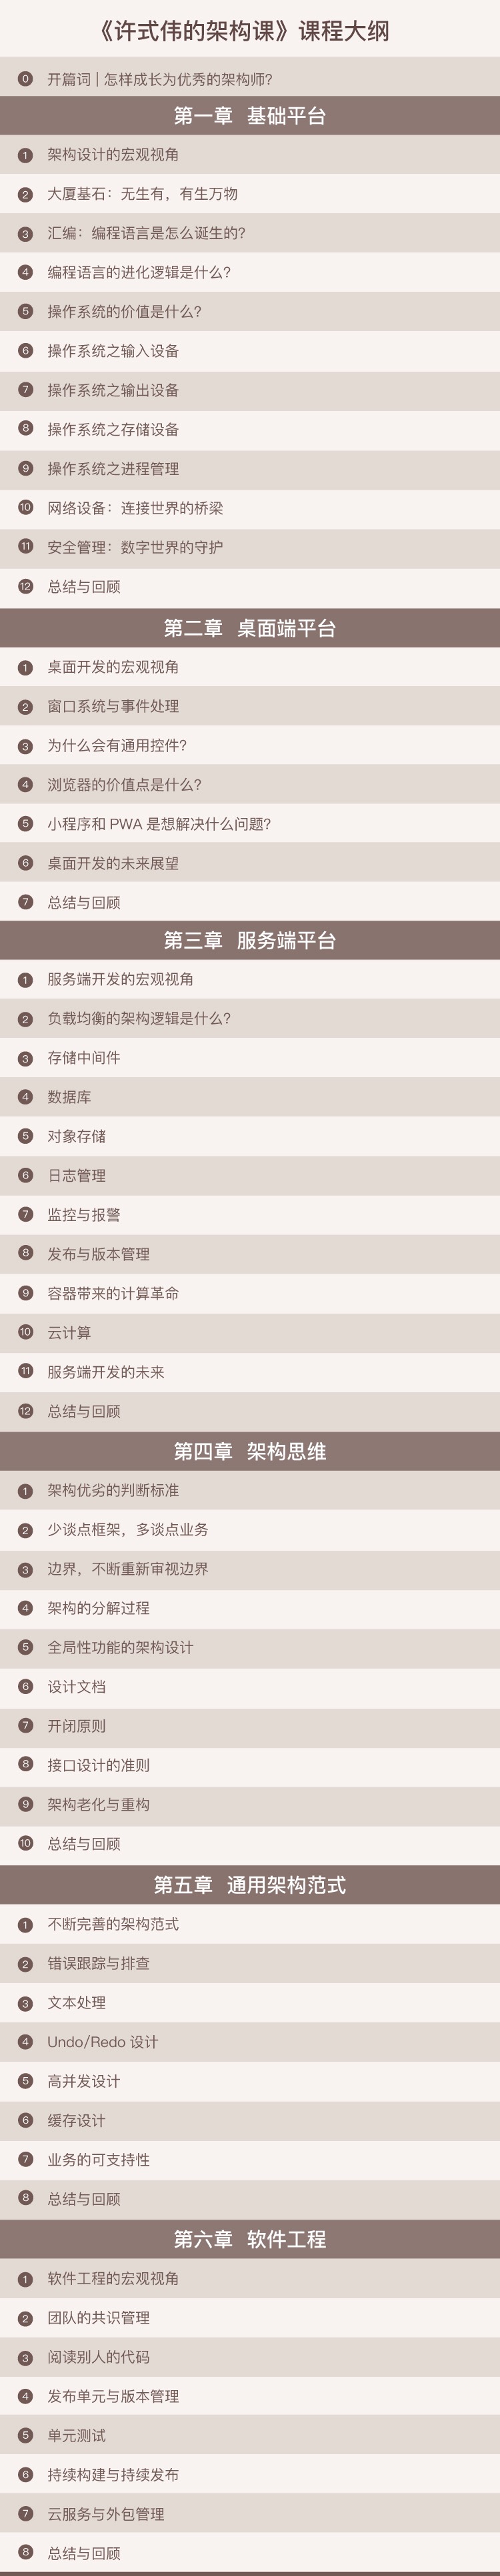 《许式伟的架构课》课程大纲
0 开篇词 | 怎样成长为优秀的架构师?
第一章 基础平台
1 架构设计的宏观视角
2 大厦基石：无生有，有生万物
3 汇编：编程语言是怎么诞生的?
4 编程语言的进化逻辑是什么?
5 操作系统的价值是什么?
6 操作系统之输入设备
7 操作系统之输出设备
8 操作系统之存储设备
9 操作系统之进程管理
10 网络设备：连接世界的桥梁
11 安全管理：数字世界的守护
12 总结与回顾
第二章 桌面端平台
1 桌面开发的宏观视角
2 窗口系统与事件处理
3 为什么会有通用控件?
4 浏览器的价值点是什么?
5 小程序和 PWA 是想解决什么问题?
6 桌面开发的未来展望
7 总结与回顾
第三章 服务端平台
1 服务端开发的宏观视角
2 负载均衡的架构逻辑是什么?
3 存储中间件
4 数据库
5 对象存储
6 日志管理
7 监控与报警
8 发布与版本管理
9 容器带来的计算革命
10 云计算
11 服务端开发的未来
12 总结与回顾
第四章 架构思维
1 架构优劣的判断标准
2 少谈点框架，多谈点业务
3 边界，不断重新审视边界
4 架构的分解过程
5 全局性功能的架构设计
6 设计文档
7 开闭原则
8 接口设计的准则
9 架构老化与重构
10 总结与回顾
第五章 通用架构范式
1 不断完善的架构范式
2 错误跟踪与排查
3 文本处理
4 Undo/Redo 设计
5 高并发设计
6 缓存设计
7 业务的可支持性
8 总结与回顾
第六章 软件工程
1 软件工程的宏观视角
2 团队的共识管理
3 阅读别人的代码
4 发布单元与版本管理
5 单元测试
6 持续构建与持续发布
7 云服务与外包管理
8 总结与回顾